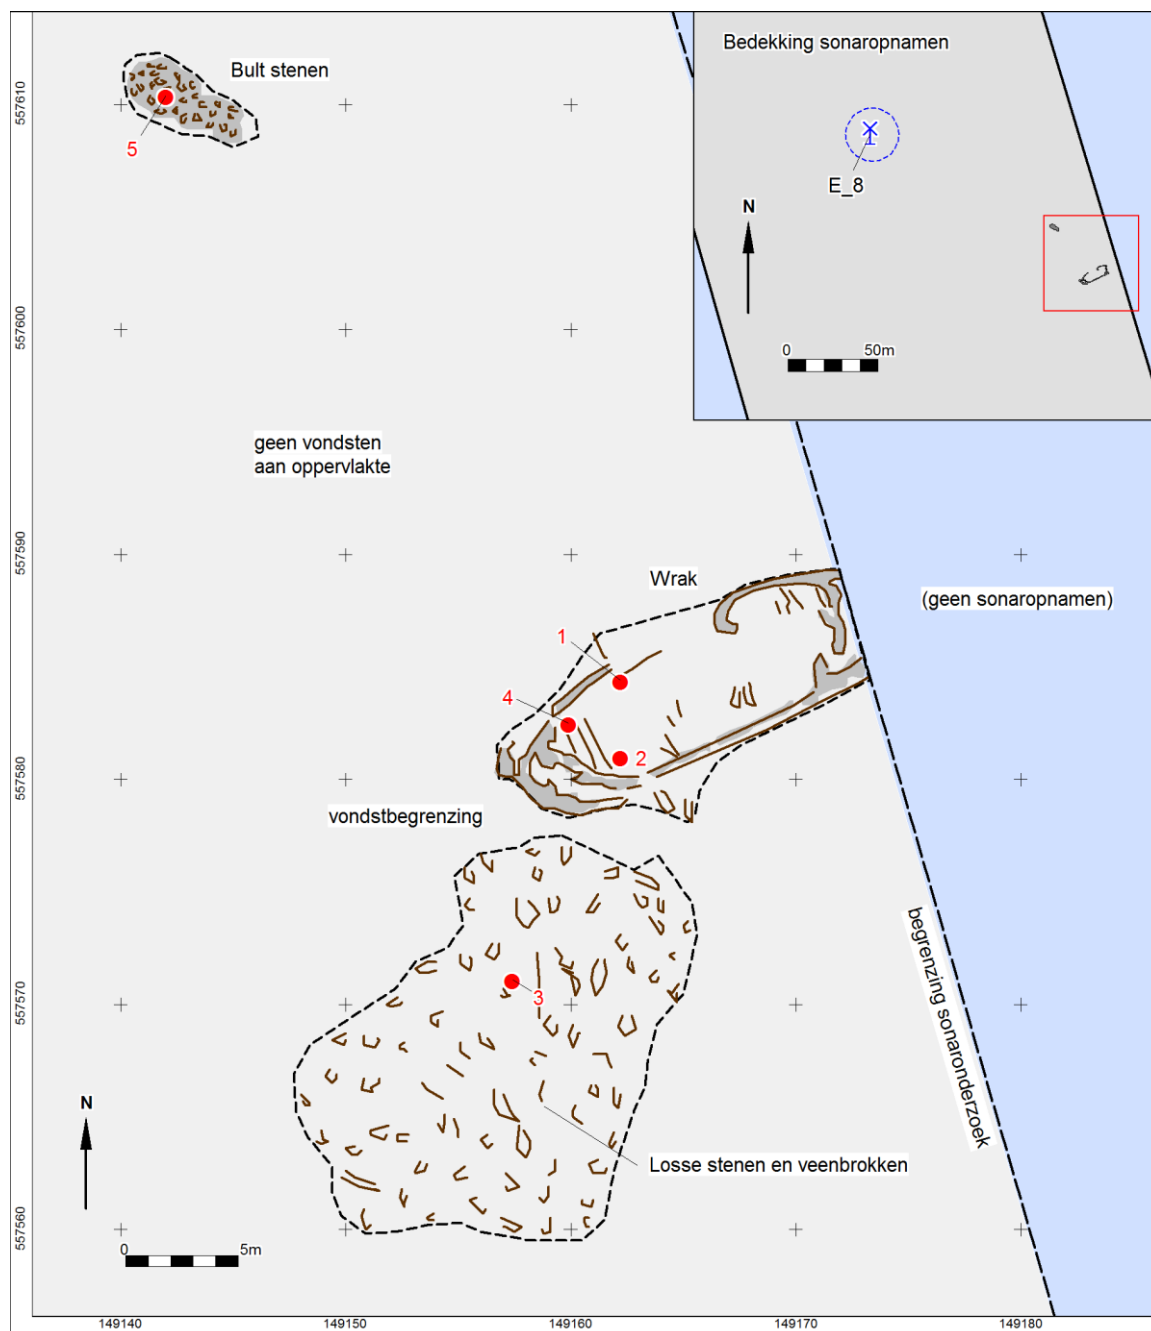 Bult stenen
5
Bedekking sonaropnamen
E_8
N
0 50m
geen vondsten
aan oppervlakte
Wrak
(geen sonaropnamen)
1
4
2
vondstbegrenzing
3
begrenzing sonaronderzoek
Losse stenen en veenbrokken
N
0 5m
557610
557600
557590
557580
557570
557560
149140 149150 149160 149170 149180